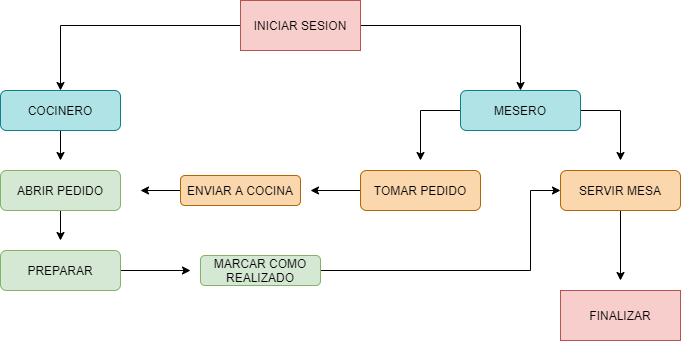 INICIAR SESION
COCINERO
MESERO
ABRIR PEDIDO
ENVIAR A COCINA
TOMAR PEDIDO
SERVIR MESA
PREPARAR
MARCAR COMO
REALIZADO
FINALIZAR